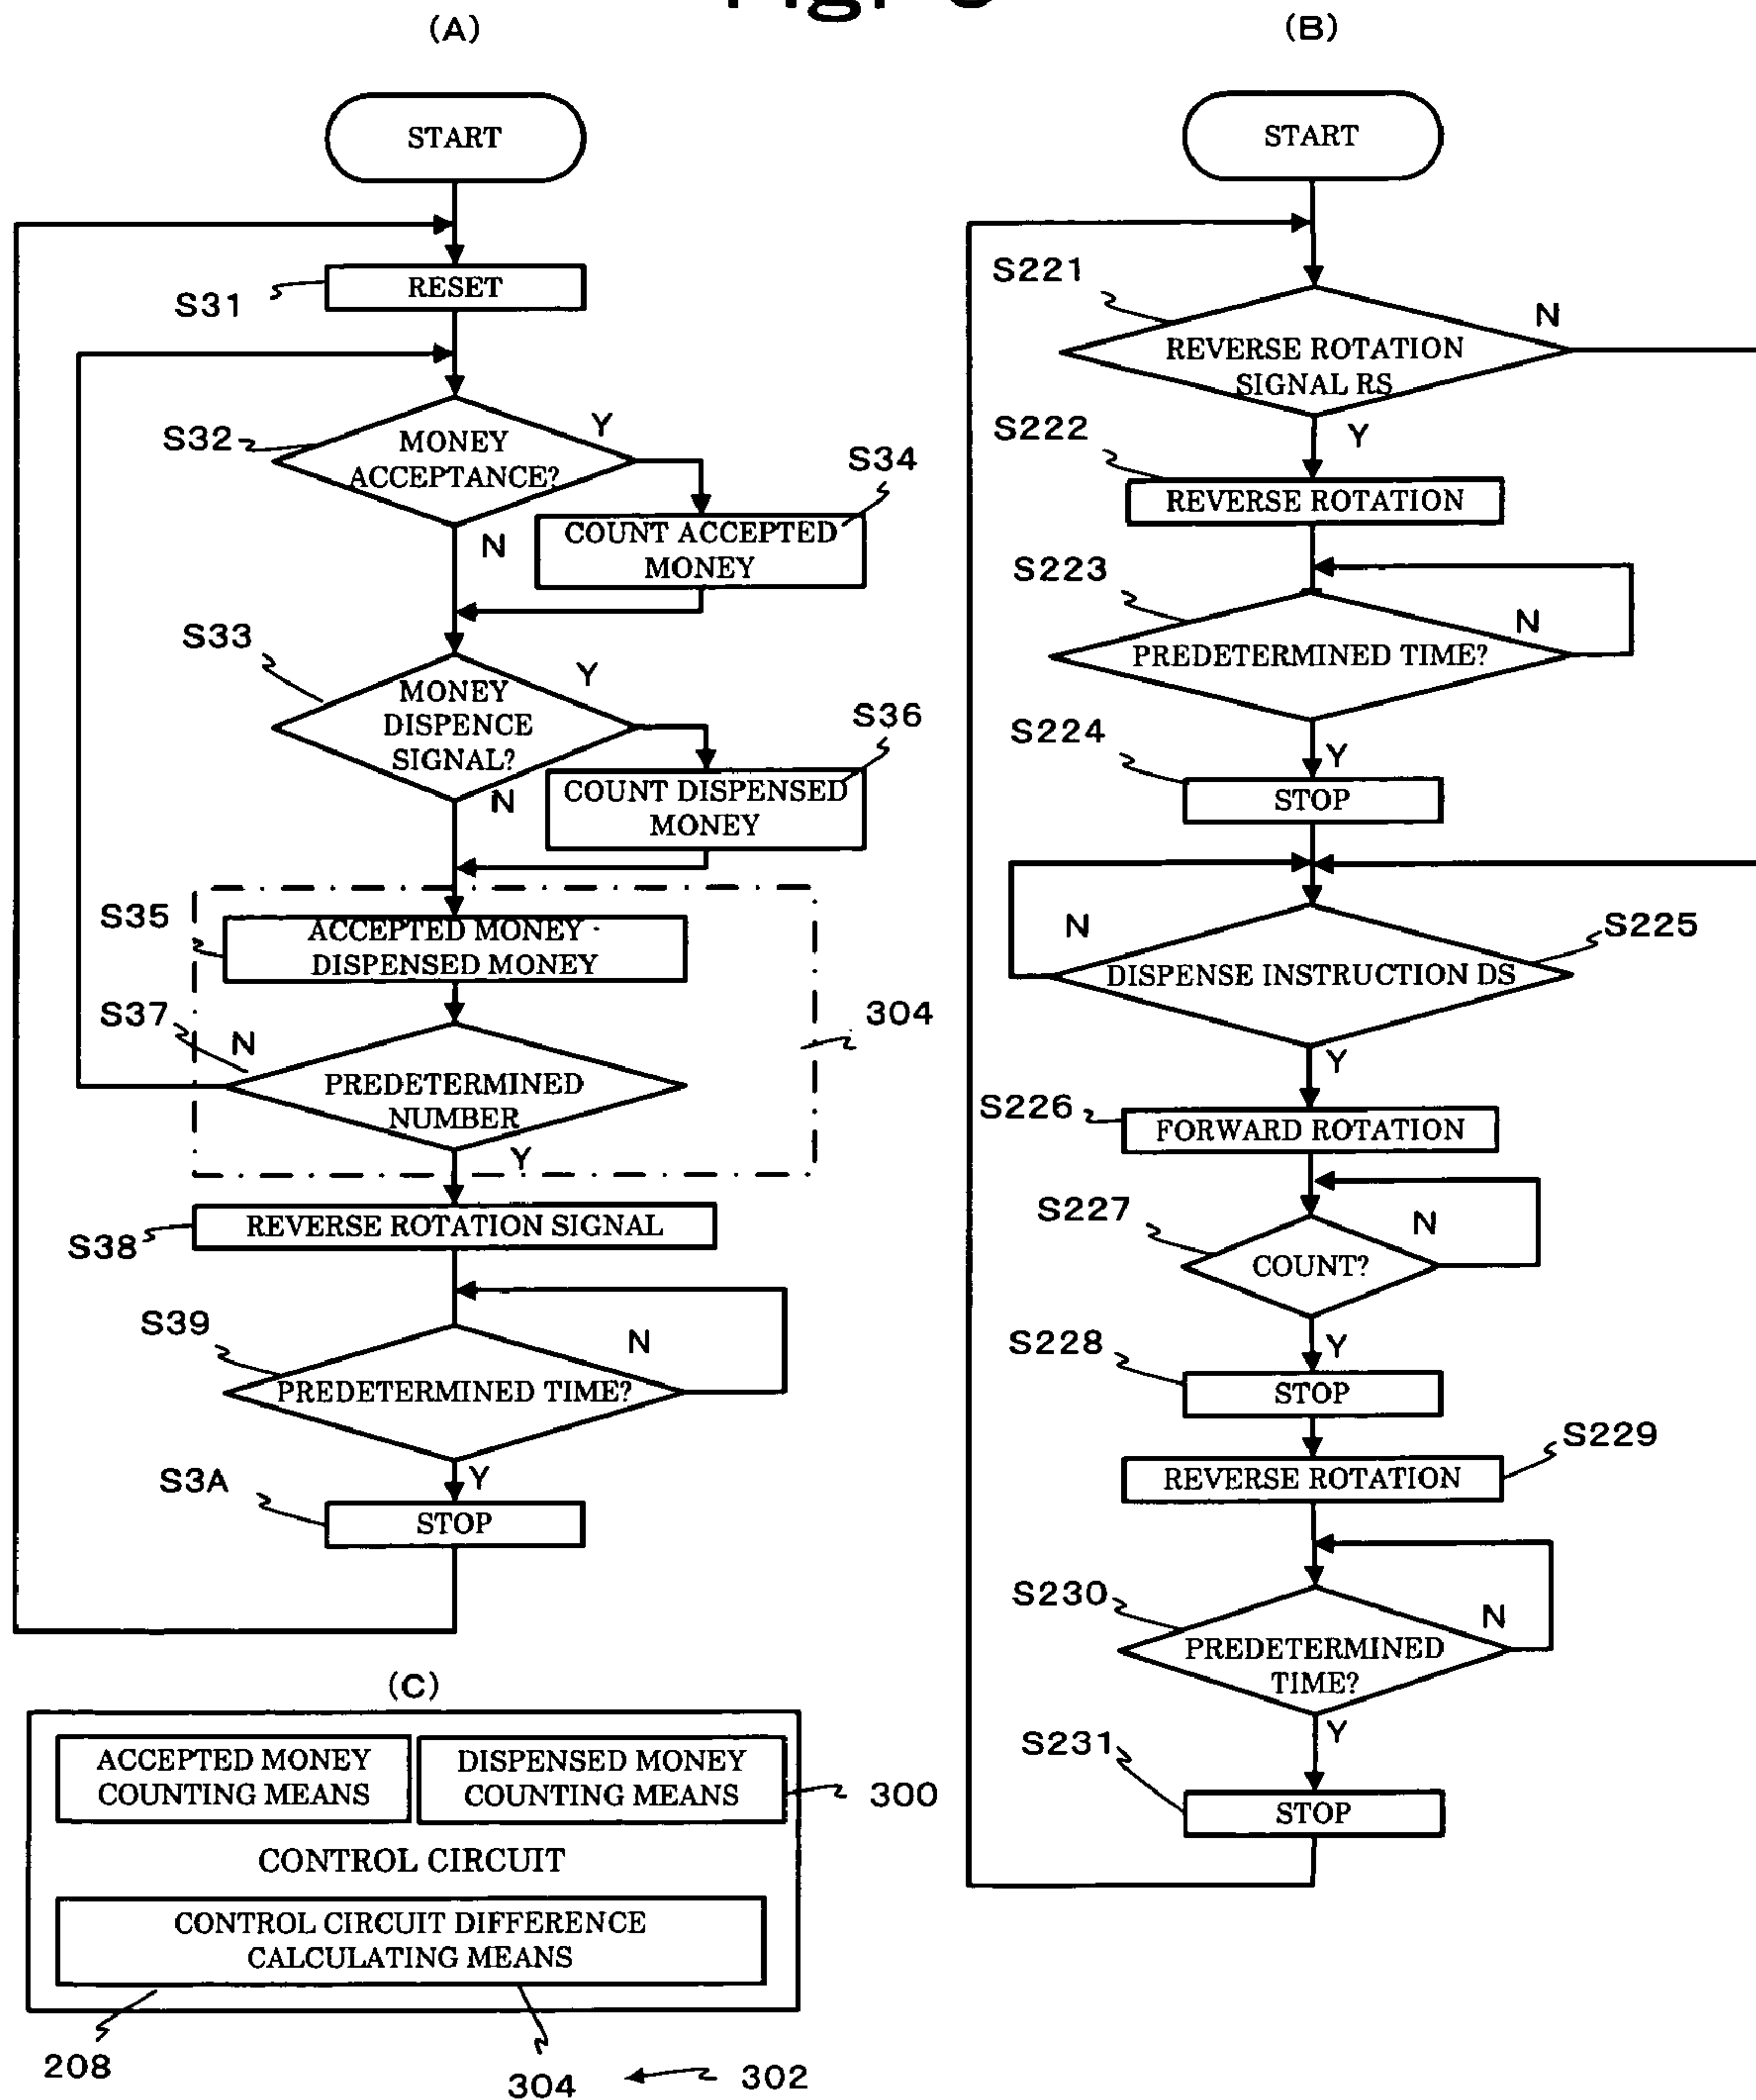 (A)
START
S31
RESET
S32
MONEY
ACCEPTANCE?
Y
N
S34
COUNT ACCEPTED
MONEY
S33
MONEY
DISPENCE
SIGNAL?
Y
N
S36
COUNT DISPENSED
MONEY
S35
ACCEPTED MONEY -
DISPENSED MONEY
S37
N
PREDETERMINED
NUMBER
Y
304
S38
REVERSE ROTATION SIGNAL
S39
N
PREDETERMINED TIME?
Y
S3A
STOP
(B)
START
S221
N
REVERSE ROTATION
SIGNAL RS
Y
S222
REVERSE ROTATION
S223
N
PREDETERMINED TIME?
Y
S224
STOP
N
S225
DISPENSE INSTRUCTION DS
Y
S226
FORWARD ROTATION
S227
N
COUNT?
Y
S228
STOP
S229
REVERSE ROTATION
S230
N
PREDETERMINED
TIME?
Y
S231
STOP
(C)
ACCEPTED MONEY
COUNTING MEANS
DISPENSED MONEY
COUNTING MEANS
300
CONTROL CIRCUIT
CONTROL CIRCUIT DIFFERENCE
CALCULATING MEANS
208
304
302